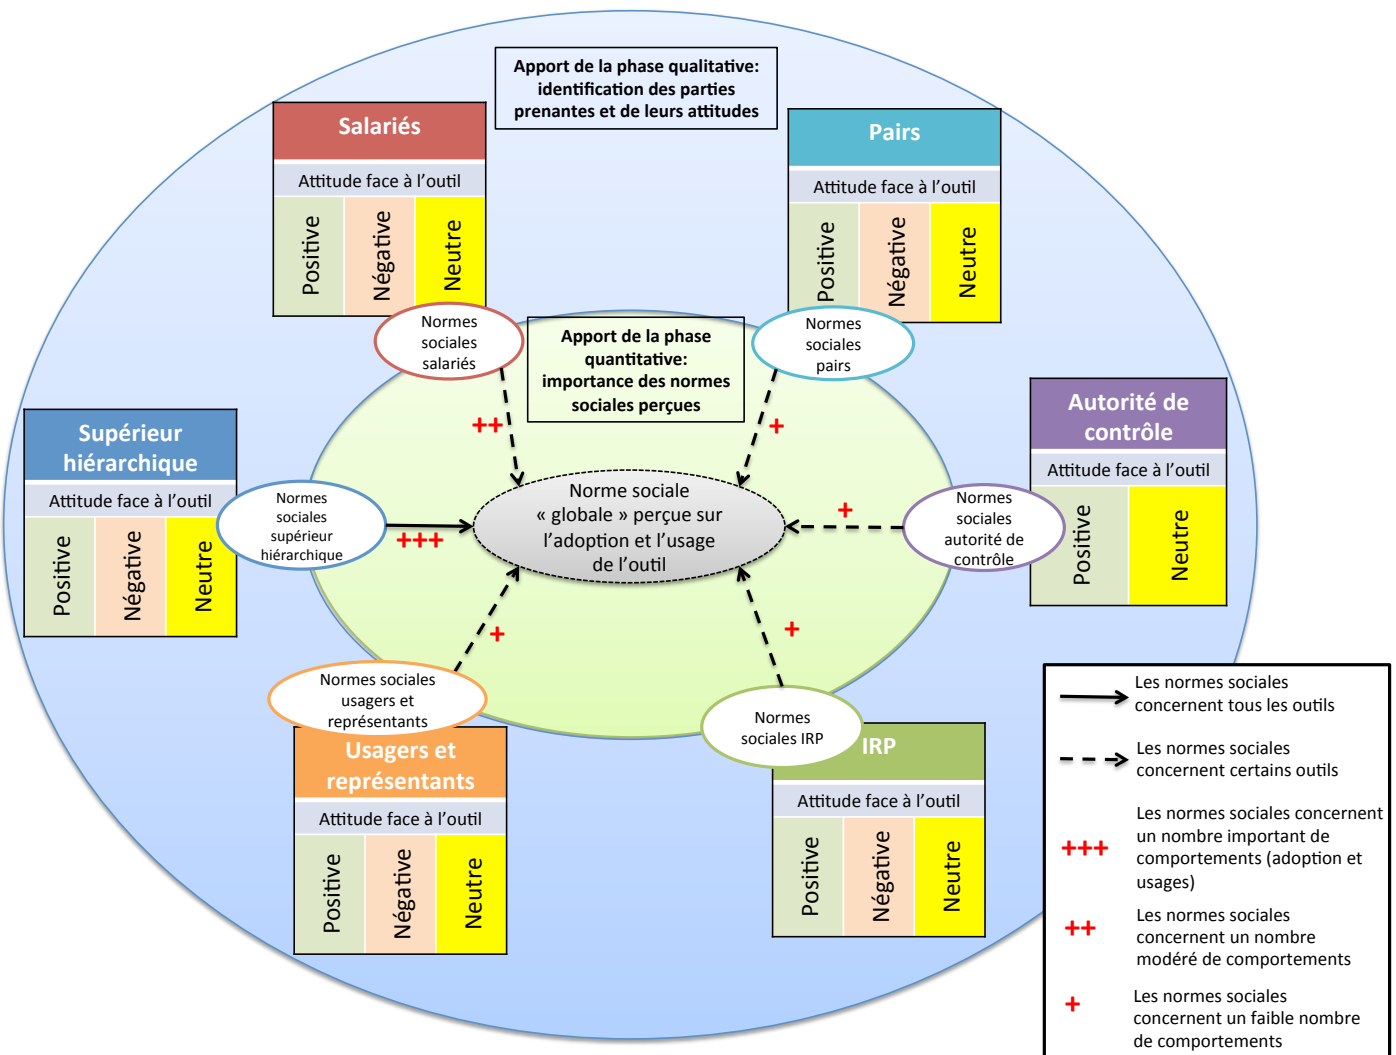 Apport de la phase qualitative:
identification des parties
prenantes et de leurs attitudes
Salariés
Attitude face à l'outil
Positive
Négative
Neutre
Pairs
Attitude face à l'outil
Positive
Négative
Neutre
Normes
sociales
salariés
Apport de la phase
quantitative:
importance des normes
sociales perçues
Normes
sociales
pairs
++
+
Supérieur
hiérarchique
Attitude face à l'outil
Positive
Négative
Neutre
Normes
sociales
supérieur
hiérarchique
+++
Norme sociale
« globale » perçue sur
l'adoption et l'usage
de l'outil
+
Normes
sociales
autorité de
contrôle
Autorité de
contrôle
Attitude face à l'outil
Positive
Neutre
+
+
Normes sociales
usagers et
représentants
Usagers et
représentants
Attitude face à l'outil
Positive
Négative
Neutre
Normes
sociales IRP
IRP
Attitude face à l'outil
Positive
Négative
Neutre
Les normes sociales
concernent tous les outils
Les normes sociales
concernent certains outils
+++
Les normes sociales concernent
un nombre important de
comportements (adoption et
usages)
++
Les normes sociales
concernent un nombre
modéré de comportements
+
Les normes sociales
concernent un faible nombre
de comportements